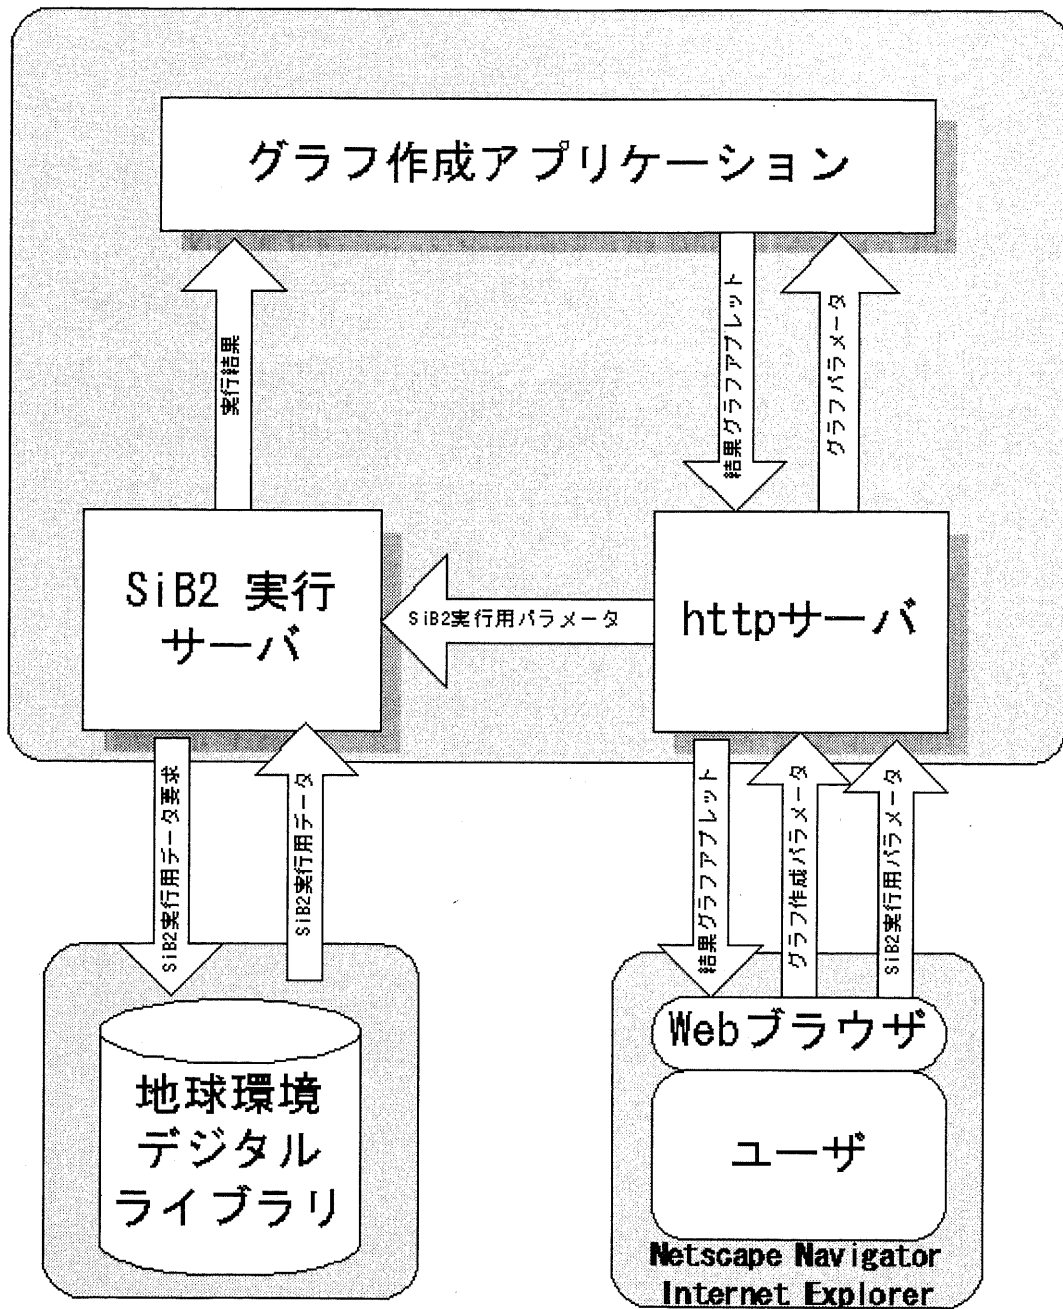 グラフ作成アプリケーション
実行結果
結果グラフアプレット
グラフパラメータ
SiB2 実行
サーバ
SiB2実行用パラメータ
httpサーバ
SiB2実行用データ要求
SiB2実行用データ
結果グラフアプレット
グラフ作成パラメータ
SiB2実行用パラメータ
地球環境
デジタル
ライブラリ
Webブラウザ
ユーザ
Netscape Navigator
Internet Explorer